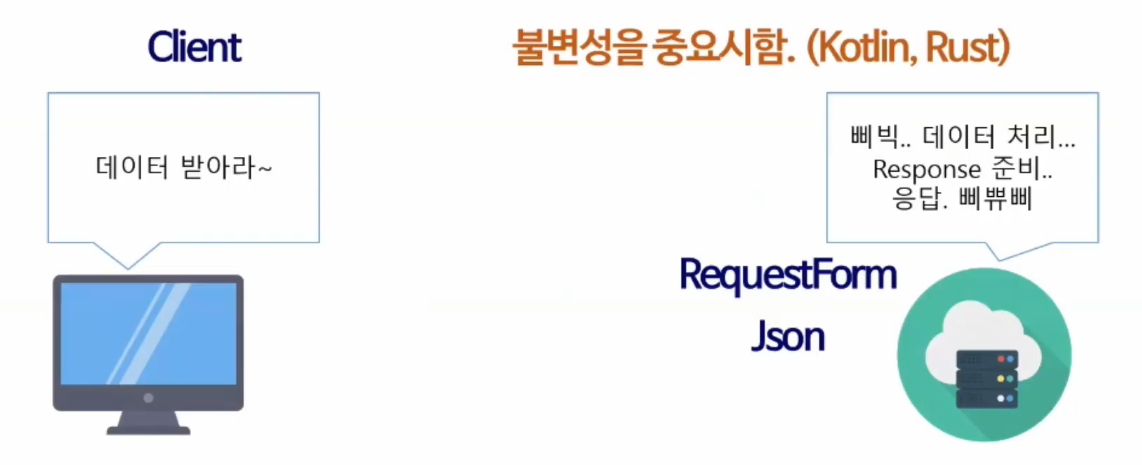 Client
불변성을 중요시함. (Kotlin, Rust)
데이터 받아라~
삐빅.. 데이터 처리...
Response 준비..
응답. 삐쀼삐
RequestForm
Json